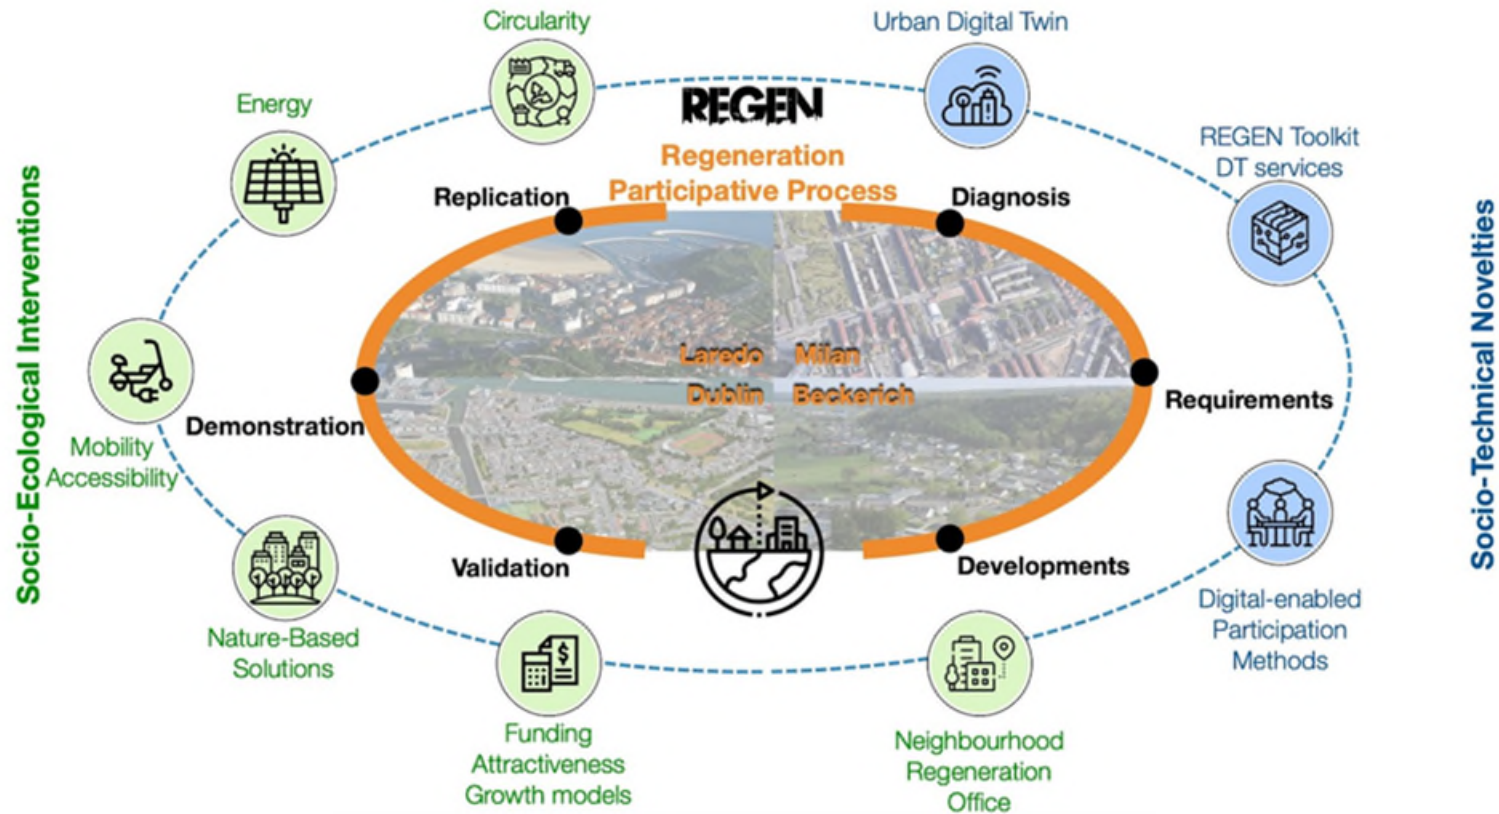 Circularity
Urban Digital Twin
Energy
REGEN
REGEN Toolkit
DT services
Regeneration
Participative Process
Replication
Diagnosis
Socio-Ecological Interventions
Socio-Technical Novelties
Laredo
Milan
Dublin
Beckerich
Demonstration
Requirements
Mobility
Accessibility
Validation
Developments
Nature-Based
Solutions
Digital-enabled
Participation
Methods
$
Funding
Attractiveness
Growth models
Neighbourhood
Regeneration
Office